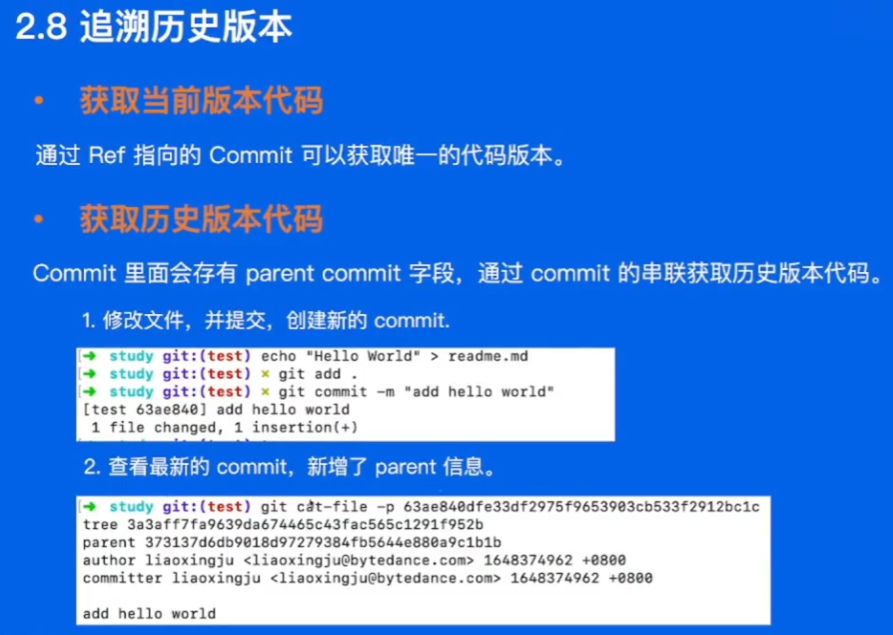 2.8 追溯历史版本
• 获取当前版本代码
通过 Ref 指向的 Commit 可以获取唯一的代码版本。
• 获取历史版本代码
Commit 里面会存有 parent commit 字段，通过 commit 的串联获取历史版本代码。
1. 修改文件，并提交，创建新的 commit.
[➜ study git:(test) echo "Hello World" > readme.md
[➜ study git:(test) × git add .
[➜ study git:(test) × git commit -m "add hello world"
[test 63ae840] add hello world
1 file changed, 1 insertion(+)
2. 查看最新的 commit，新增了 parent 信息。
[➜ study git:(test) git cat-file -p 63ae840dfe33df2975f9653903cb533f2912bc1c
tree 3a3aff7fa9639da674465c43fac565c1291f952b
parent 373137d6db9018d97279384fb5644e880a9c1b1b
author liaoxingju <liaoxingju@bytedance.com> 1648374962 +0800
committer liaoxingju <liaoxingju@bytedance.com> 1648374962 +0800
add hello world